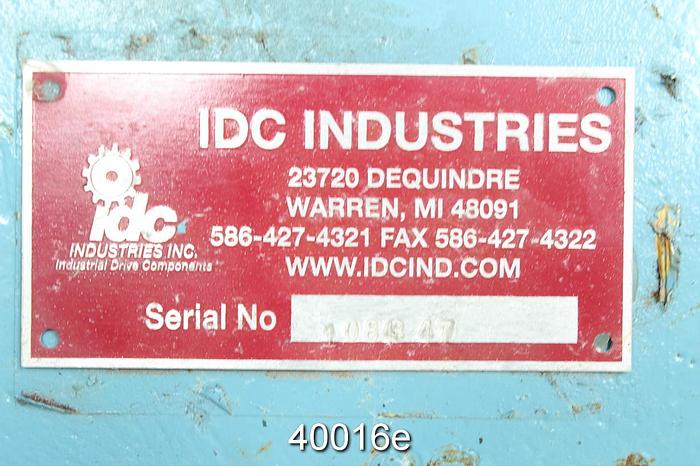 IDC INDUSTRIES
23720 DEQUINDRE
WARREN, MI 48091
586-427-4321 FAX 586-427-4322
WWW.IDCIND.COM
idc
INDUSTRIES INC.
Industrial Drive Components
Serial No
40016e